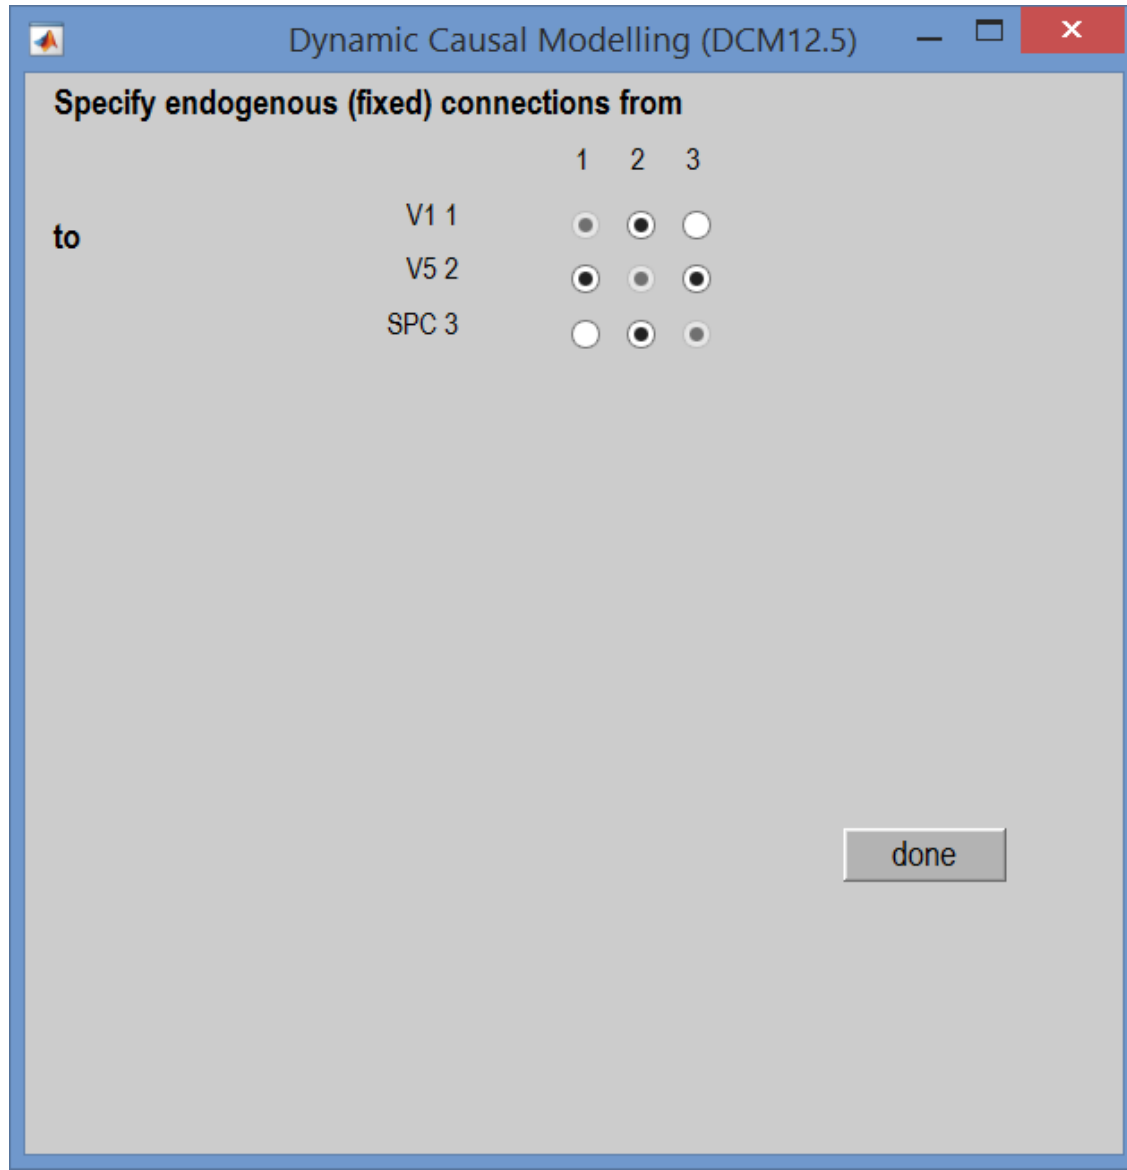 Dynamic Causal Modelling (DCM12.5)
Specify endogenous (fixed) connections from
1 2 3
to
V1 1
V5 2
SPC 3
done